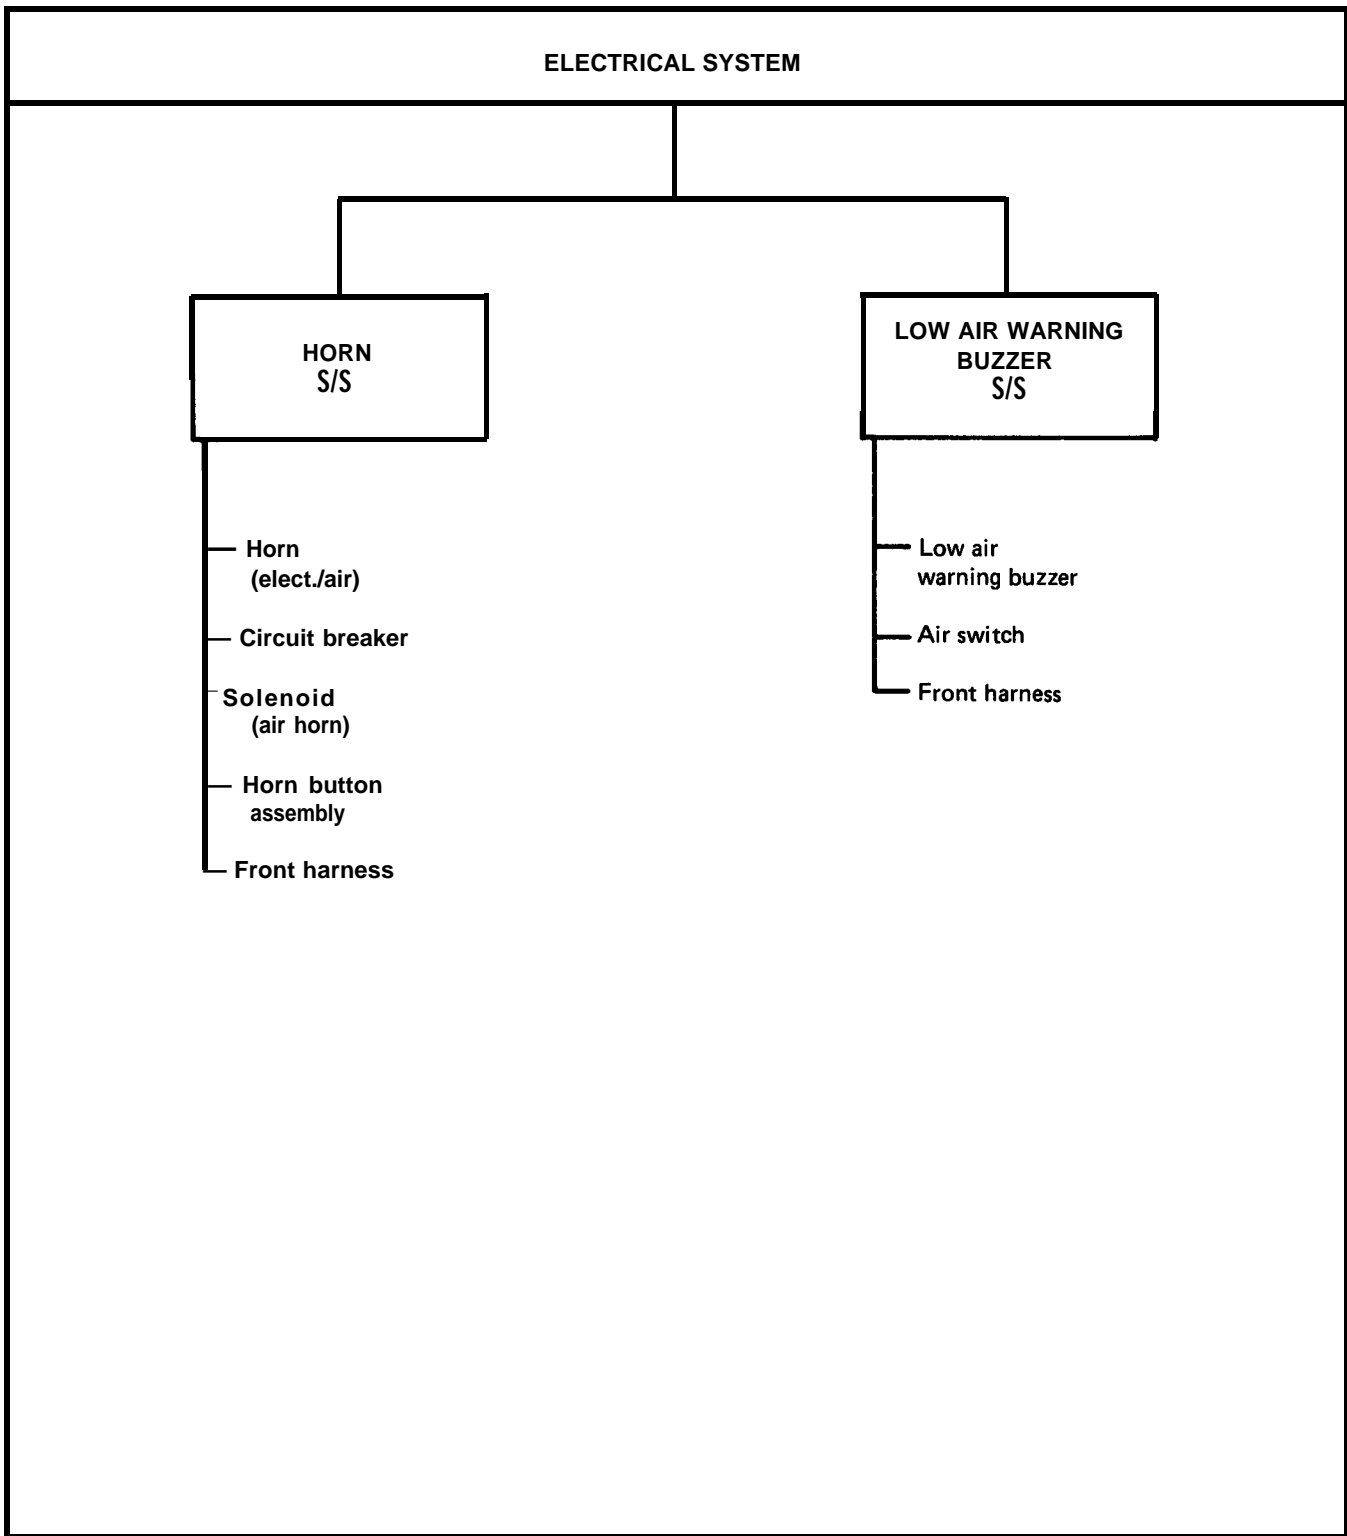 ELECTRICAL SYSTEM
HORN
S/S
Horn
(elect./air)
Circuit breaker
Solenoid
(air horn)
Horn button
assembly
Front harness
LOW AIR WARNING
BUZZER
S/S
Low air
warning buzzer
Air switch
Front harness